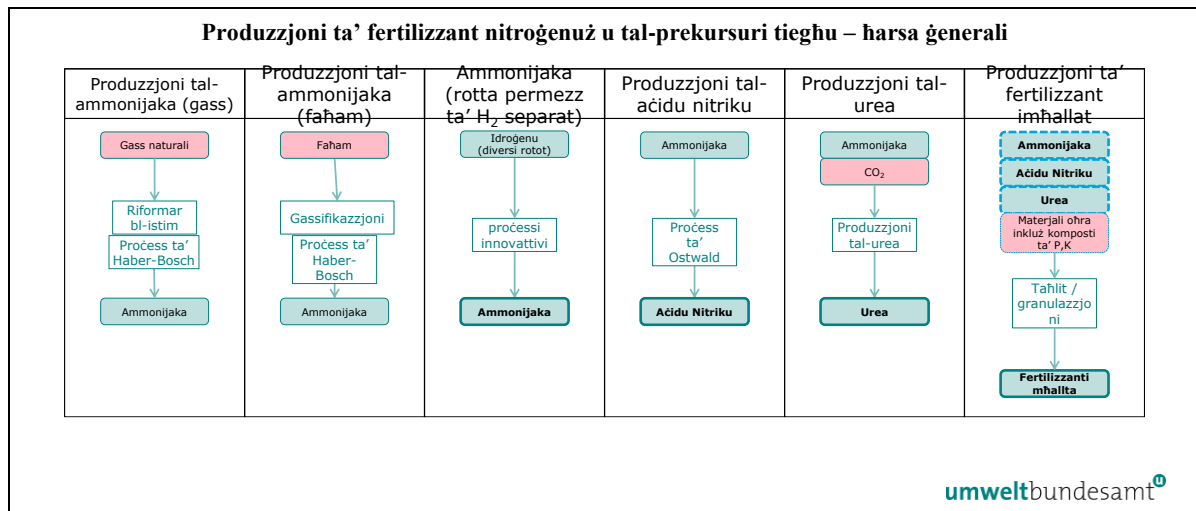 Produzzjoni ta’ fertilizzant nitroġenuż u tal-prekursuri tiegħu – ħarsa ġenerali
Produzzjoni tal-
ammonijaka (gass)
Gass naturali
Riformar
bl-istim
Proċess ta’
Haber-Bosch
Ammonijaka
Produzzjoni tal-
ammonijaka
(faħam)
Faħam
Gassifikazzjoni
Proċess ta’
Haber-
Bosch
Ammonijaka
Ammonijaka
(rotta permezz
ta’ H₂ separat)
Idroġenu
(diversi rotot)
proċessi
innovattivi
Ammonijaka
Produzzjoni tal-
aċidu nitriku
Ammonijaka
Proċess
ta’
Ostwald
Aċidu Nitriku
Produzzjoni tal-
urea
Ammonijaka
CO₂
Produzzjoni
tal-urea
Urea
Produzzjoni ta’
fertilizzant
imħallat
Ammonijaka
Aċidu Nitriku
Urea
Materjali oħra
inkluż komposti
ta’ P,K
Taħlit /
granulazzjo
ni
Fertilizzanti
mħallta
umweltbundesamt